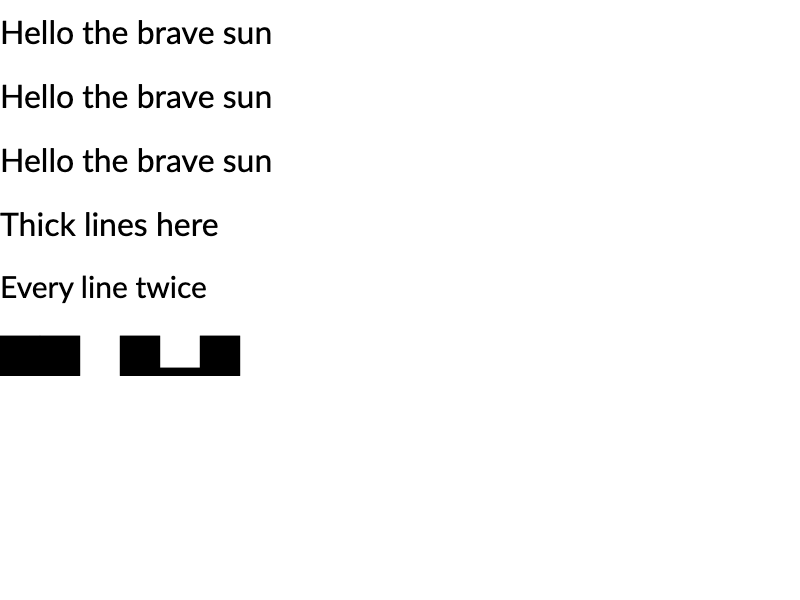 Hello the brave sun
Hello the brave sun
Hello the brave sun
Thick lines here
Every line twice